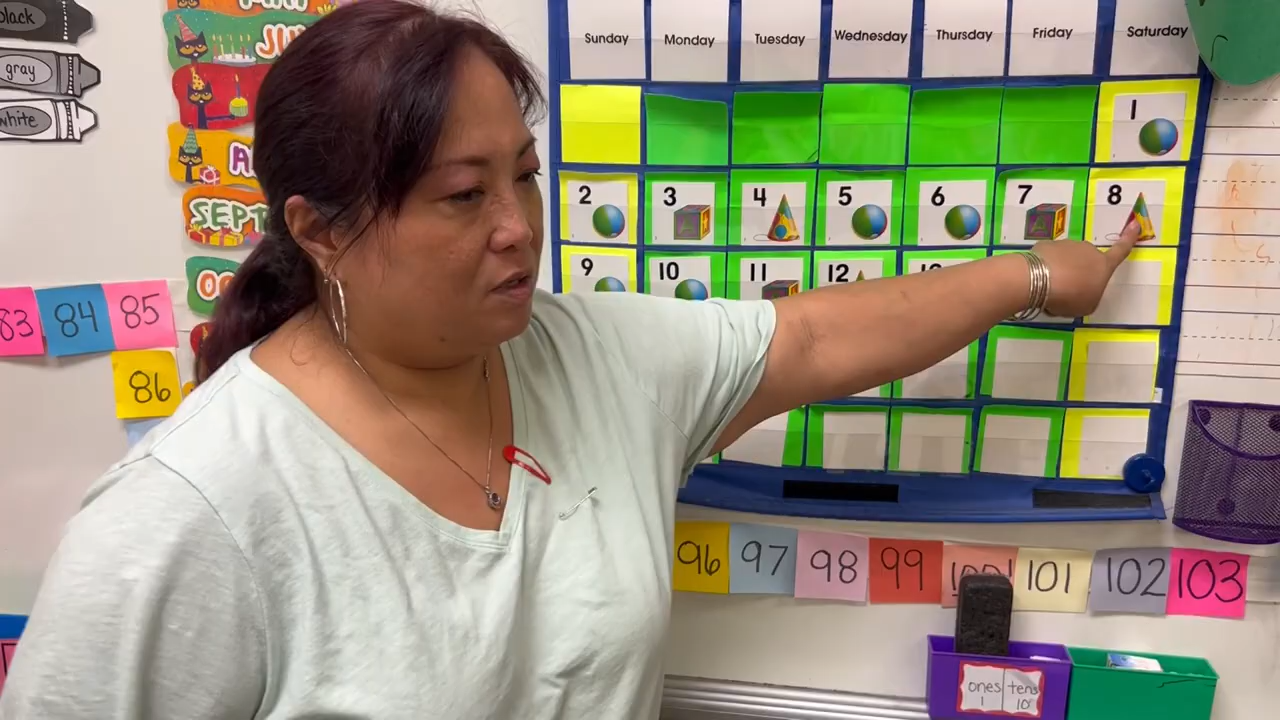 black
gray
white
JU
A
SEPT
O
83 84 85
86
Sunday Monday Tuesday Wednesday Thursday Friday Saturday
1
2 3 4 5 6 7 8
9 10 11 12
96 97 98 99 100 101 102 103
ones tens
1 10